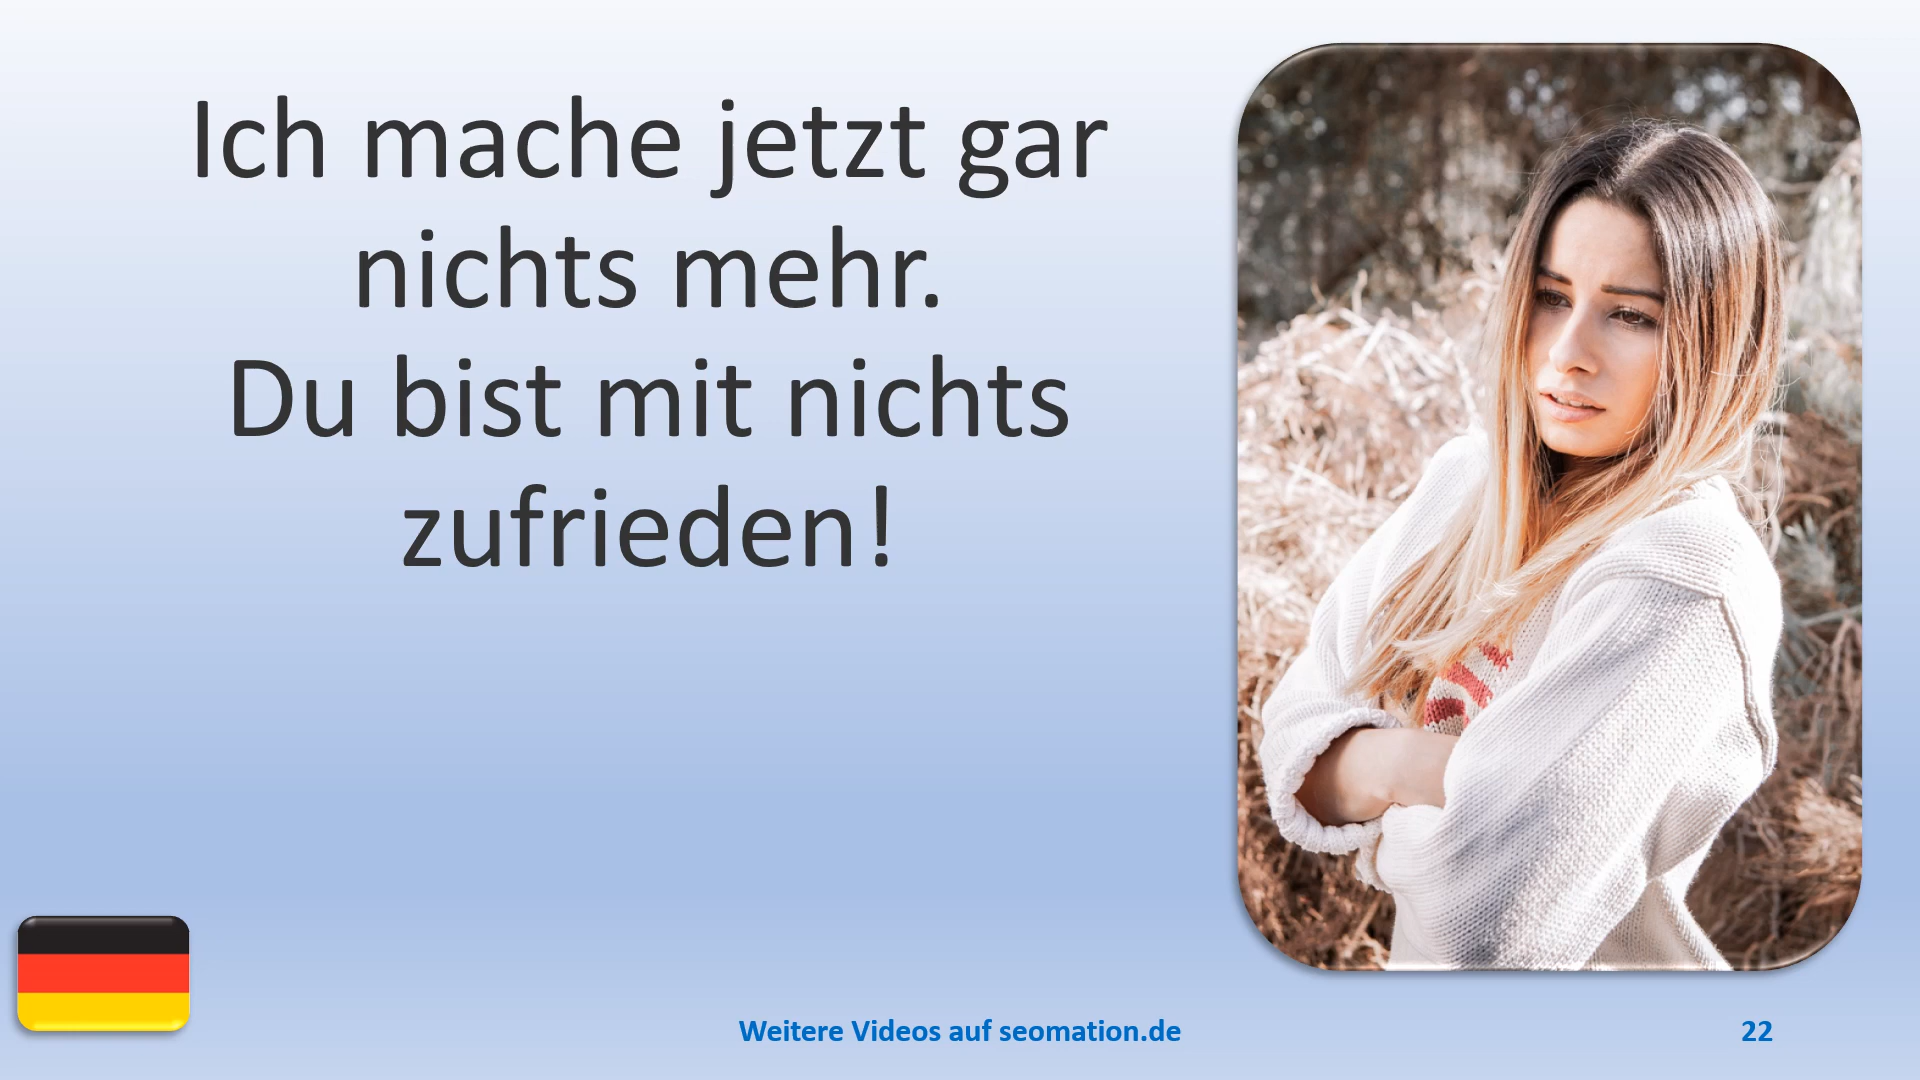 Ich mache jetzt gar
nichts mehr.
Du bist mit nichts
zufrieden!
Weitere Videos auf seomation.de
22